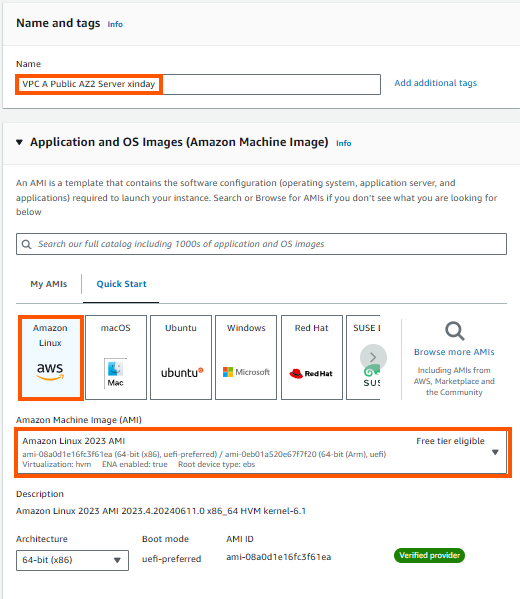 Name and tags Info
Name
VPC A Public AZ2 Server xinday
Add additional tags
Application and OS Images (Amazon Machine Image) Info
An AMI is a template that contains the software configuration (operating system, application server, and
applications) required to launch your instance. Search or Browse for AMIs if you don't see what you are looking for
below
Search our full catalog including 1000s of application and OS images
My AMIs
Quick Start
Amazon
Linux
aws
macOS
Mac
Ubuntu
ubuntu
Windows
Microsoft
Red Hat
Red Hat
SUSE L
SUS
Browse more AMIs
Including AMIs from
AWS, Marketplace and
the Community
Amazon Machine Image (AMI)
Amazon Linux 2023 AMI
Free tier eligible
ami-08a0d1e16fc3f61ea (64-bit (x86), uefi-preferred) / ami-0eb01a520e67f7f20 (64-bit (Arm), uefi)
Virtualization: hvm ENA enabled: true Root device type: ebs
Description
Amazon Linux 2023 AMI 2023.4.20240611.0 x86_64 HVM kernel-6.1
Architecture
Boot mode
AMI ID
64-bit (x86)
uefi-preferred
ami-08a0d1e16fc3f61ea
Verified provider